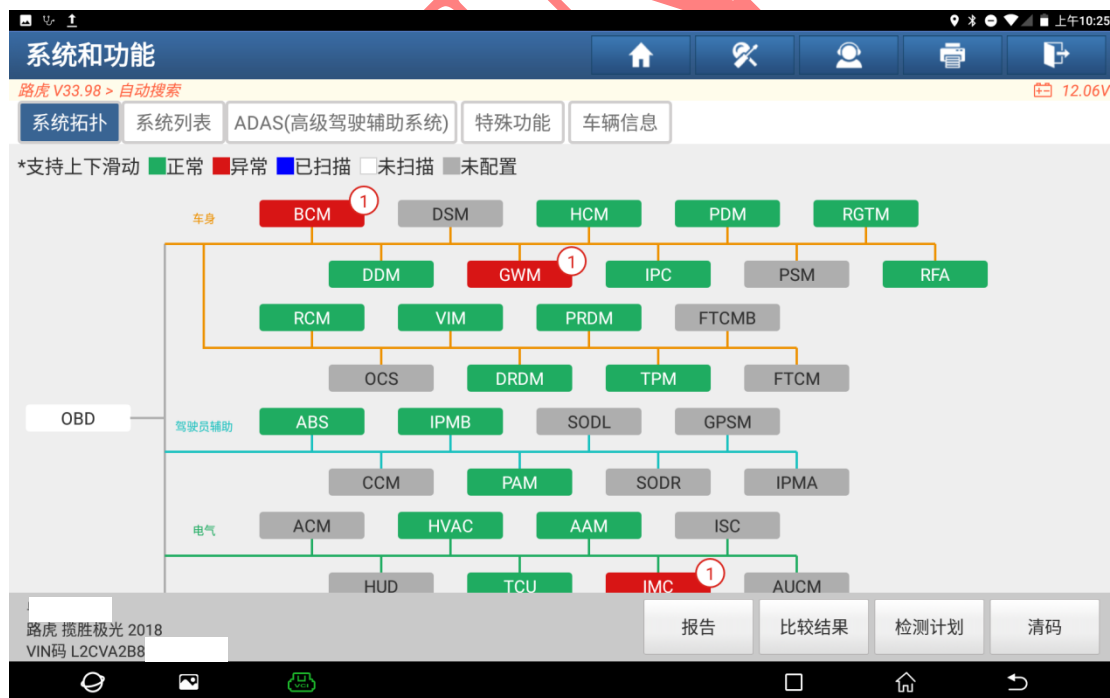 上午10:25
系统和功能
路虎 V33.98 > 自动搜索
12.06V
系统拓扑 系统列表 ADAS(高级驾驶辅助系统) 特殊功能 车辆信息
*支持上下滑动 正常 异常 已扫描 未扫描 未配置
车身 BCM 1 DSM HCM PDM RGTM
DDM GWM 1 IPC PSM RFA
RCM VIM PRDM FTCMB
OCS DRDM TPM FTCM
OBD
驾驶员辅助 ABS IPMB SODL GPSM
CCM PAM SODR IPMA
电气 ACM HVAC AAM ISC
HUD TCU IMC 1 AUCM
路虎 揽胜极光 2018
VIN码 L2CVA2B8
报告 比较结果 检测计划 清码
VCI